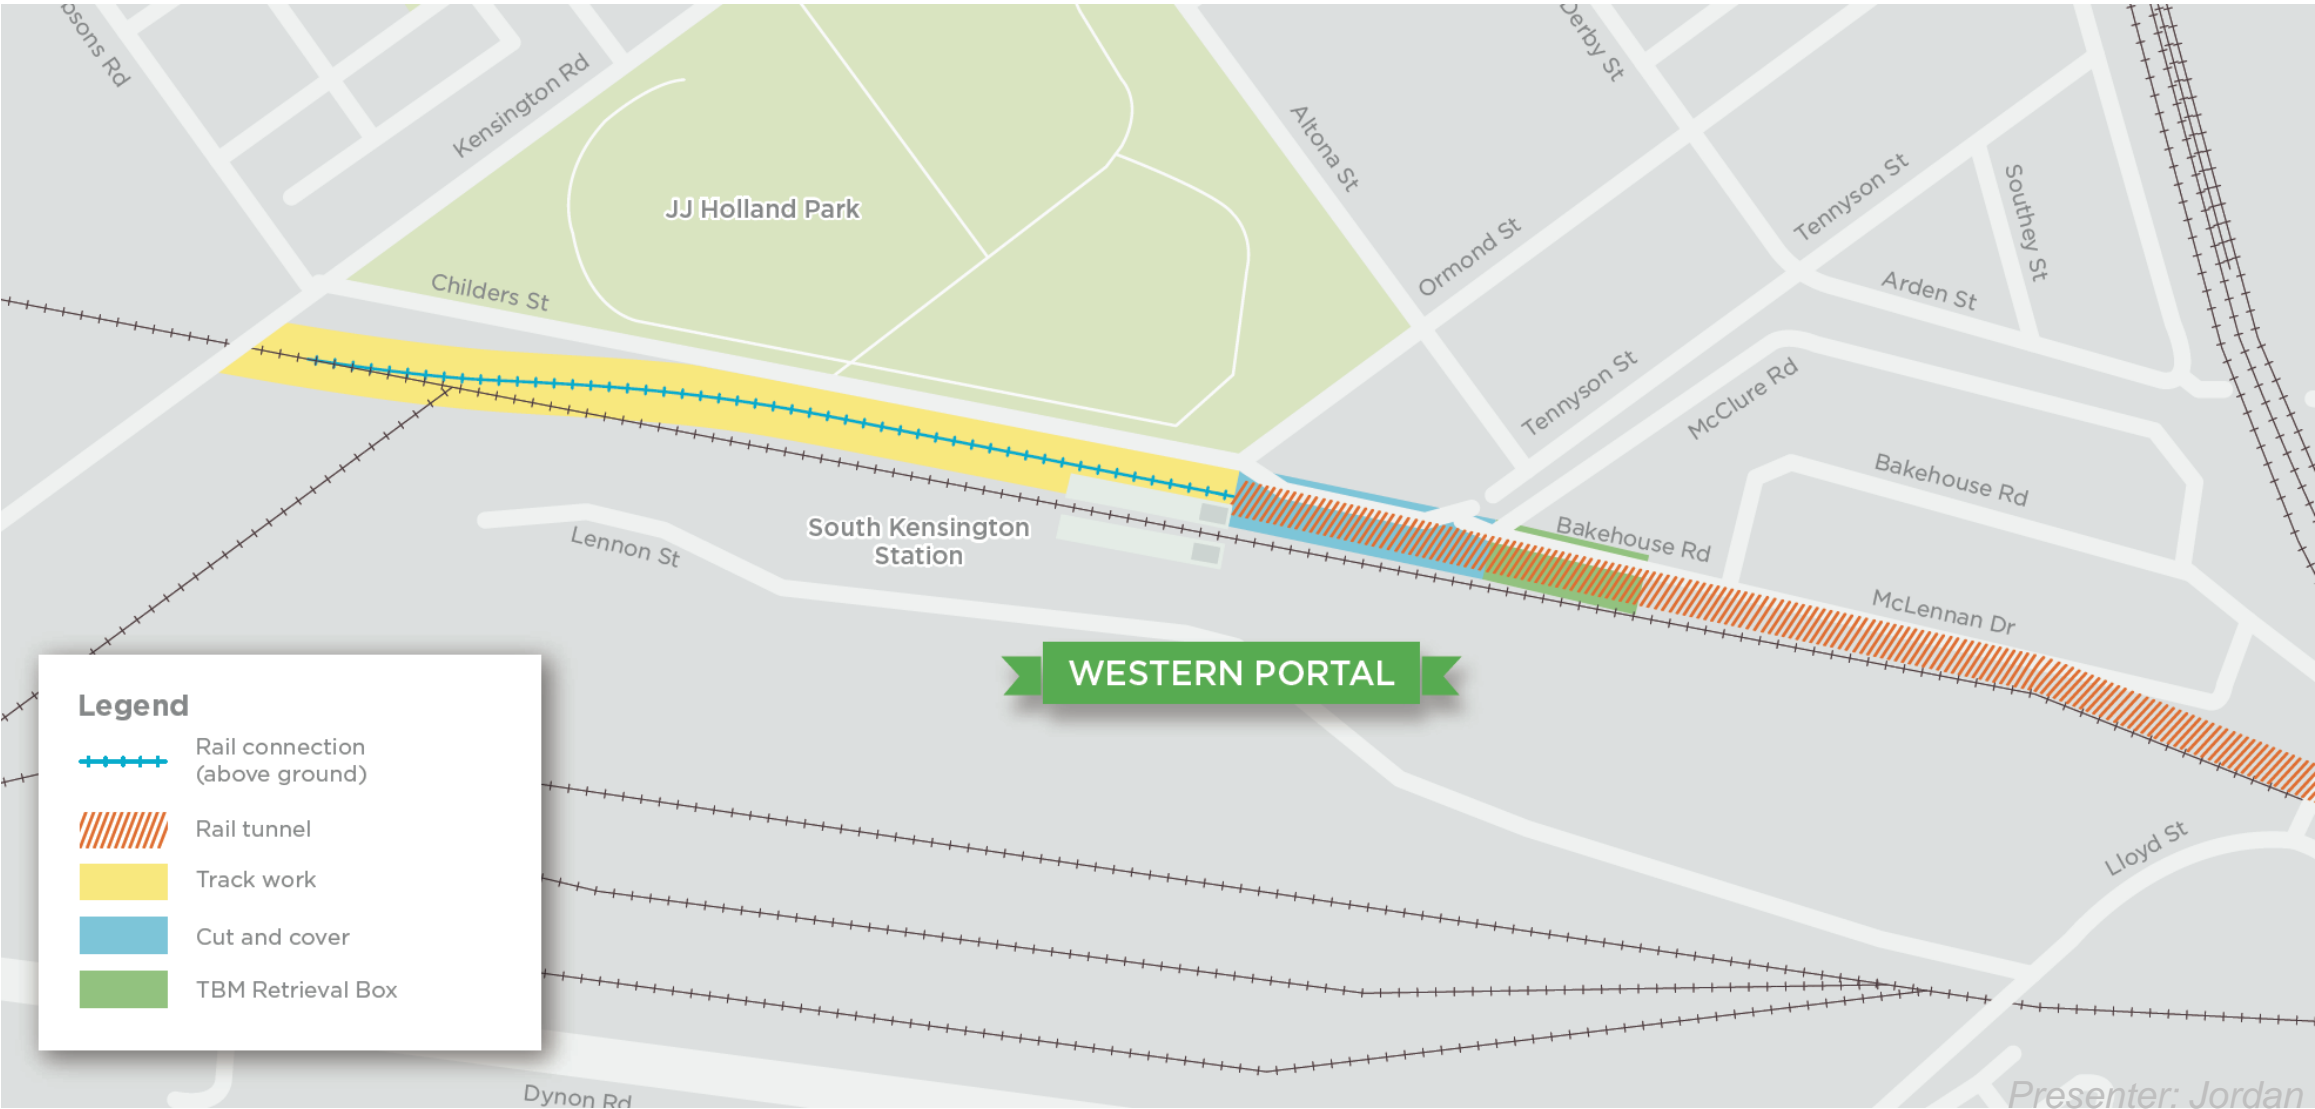 Kensington Rd
Derby St
Altona St
JJ Holland Park
Tennyson St
Southey St
Ormond St
Childers St
Arden St
Tennyson St
McClure Rd
Bakehouse Rd
South Kensington
Station
Lennon St
Bakehouse Rd
McLennan Dr
WESTERN PORTAL
Legend
Rail connection
(above ground)
Rail tunnel
Track work
Cut and cover
TBM Retrieval Box
Lloyd St
Dynon Rd
Presenter: Jordan